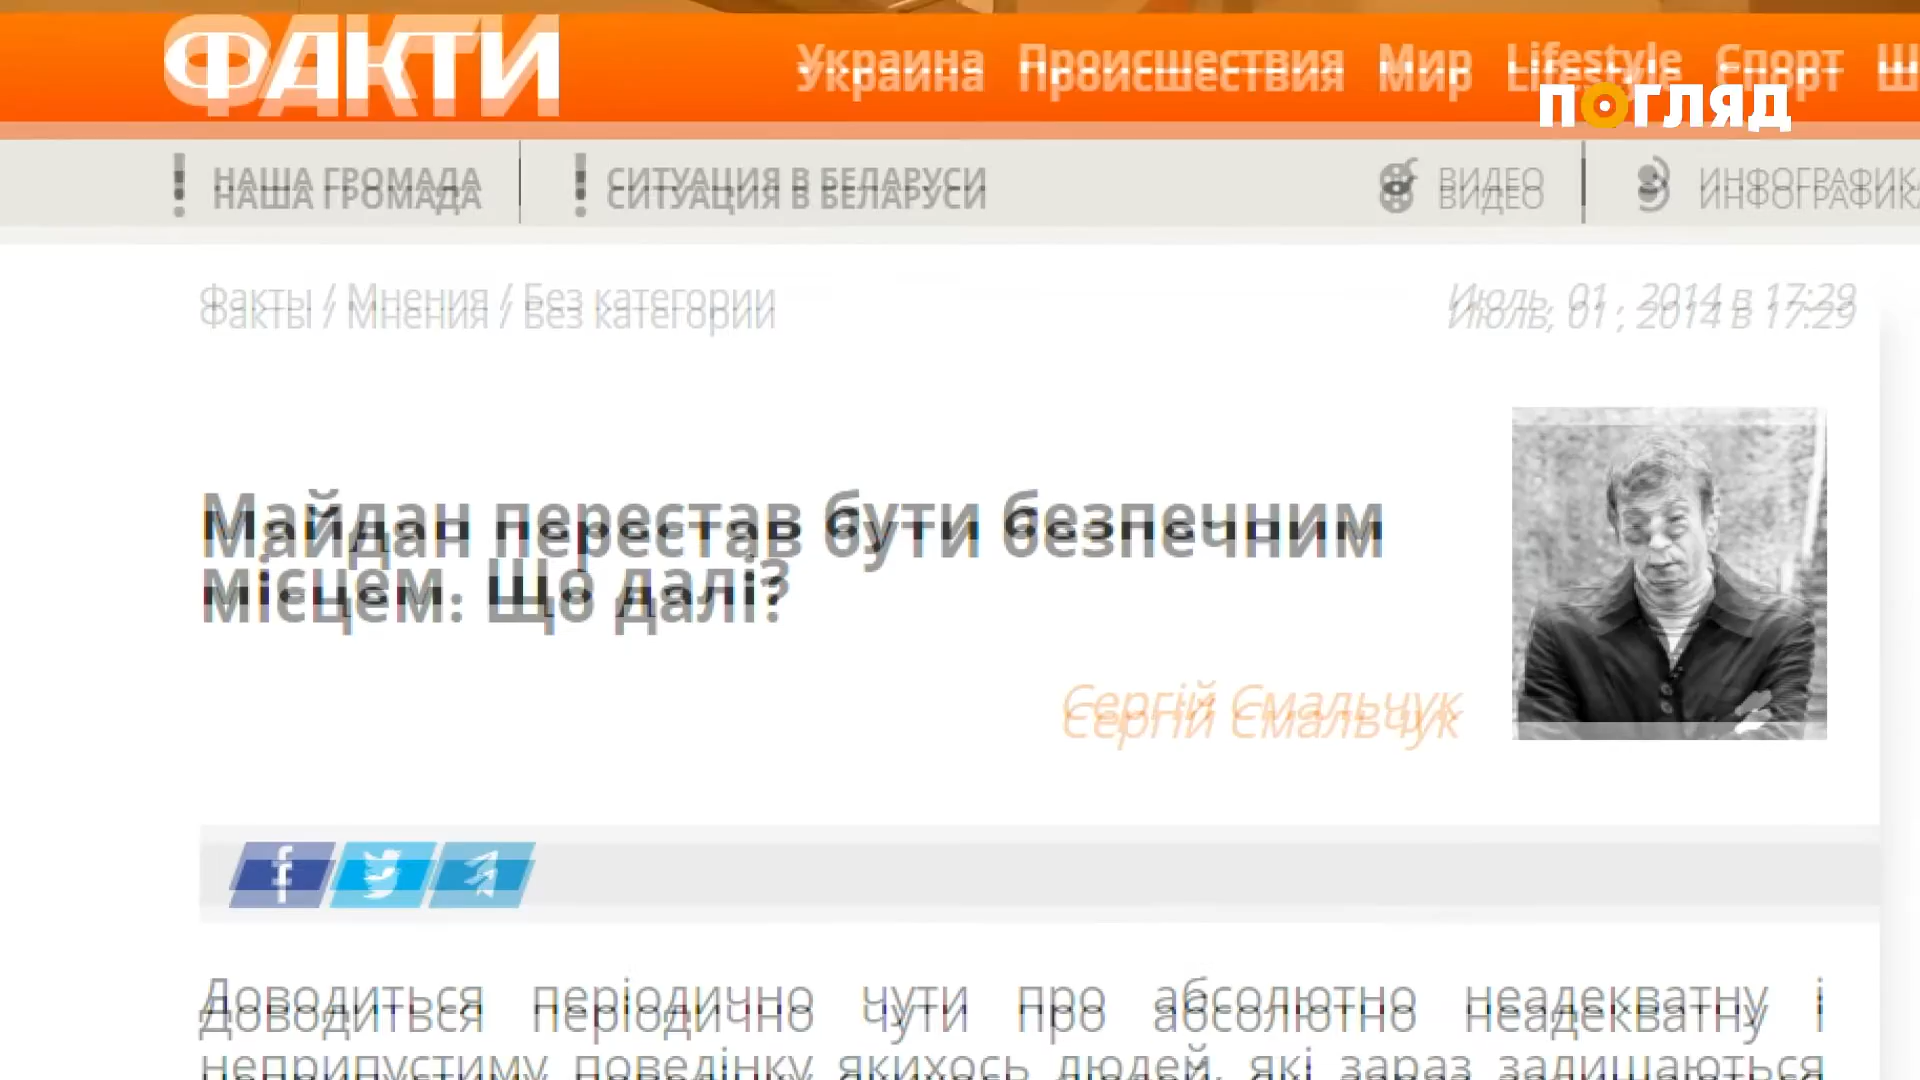 ФАКТИ
Украина Происшествия Мир Lifestyle Спорт Ш
ПОГЛЯД
НАША ГРОМАДА СИТУАЦИЯ В БЕЛАРУСИ ВИДЕО ИНФОГРАФИКА
Факты / Мнения / Без категории
Июль, 01, 2014 в 17:29
Майдан перестав бути безпечним
місцем. Що далі?
Сергій Смальчук
Доводиться періодично чути про абсолютно неадекватну і
неприпустиму поведінку якихось людей, які зараз залишаються